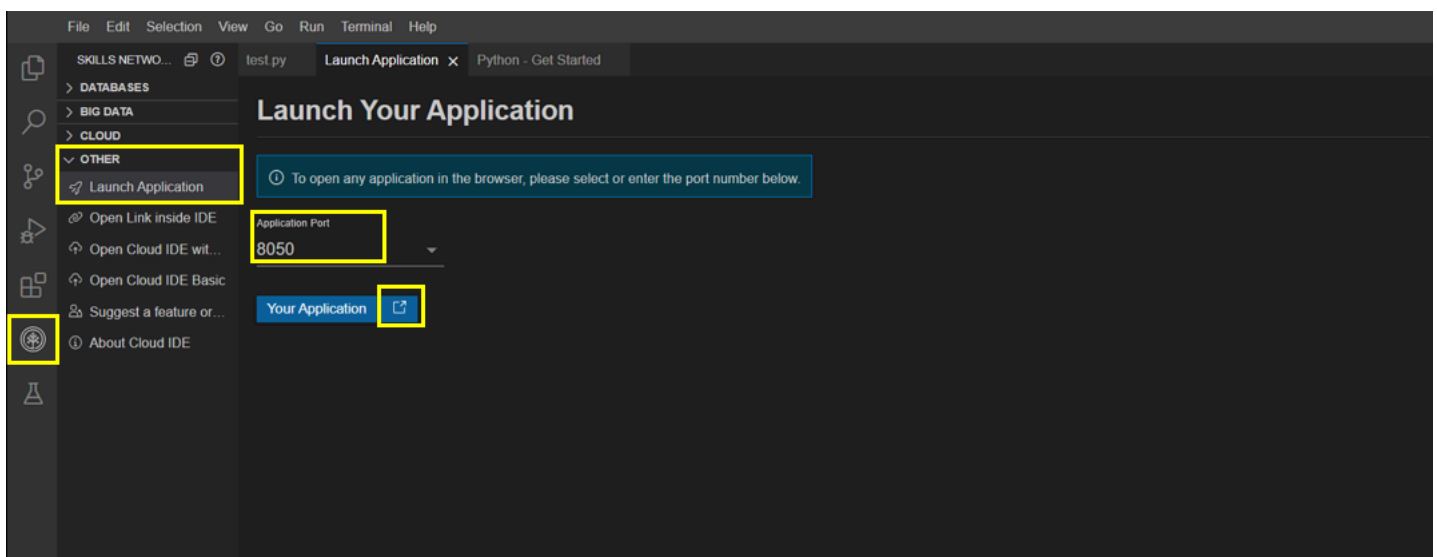 File Edit Selection View Go Run Terminal Help
SKILLS NETWO...
test.py Launch Application Python - Get Started
DATABASES
BIG DATA
CLOUD
OTHER
Launch Application
Open Link inside IDE
Open Cloud IDE wit...
Open Cloud IDE Basic
Suggest a feature or...
About Cloud IDE
Launch Your Application
To open any application in the browser, please select or enter the port number below.
Application Port
8050
Your Application